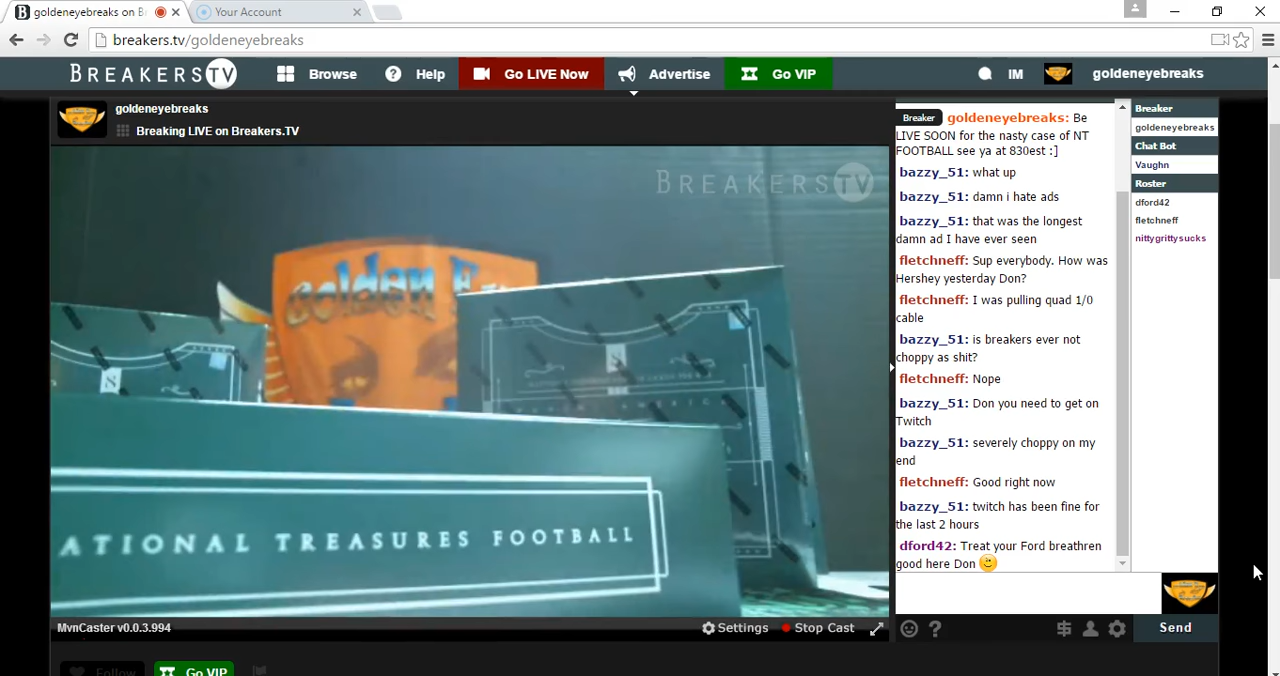 goldeneyebreaks on B
Your Account
breakers.tv/goldeneyebreaks
BREAKERSTV
Browse
Help
Go LIVE Now
Advertise
Go VIP
IM
goldeneyebreaks
goldeneyebreaks
Breaking LIVE on Breakers.TV
BREAKERSTV
Golden
ATIONAL TREASURES FOOTBALL
MvnCaster v0.0.3.994
Settings
Stop Cast
Follow
Go VIP
Breaker goldeneyebreaks: Be
LIVE SOON for the nasty case of NT
FOOTBALL see ya at 830est :]
bazzy_51: what up
bazzy_51: damn i hate ads
bazzy_51: that was the longest
damn ad I have ever seen
fletchneff: Sup everybody. How was
Hershey yesterday Don?
fletchneff: I was pulling quad 1/0
cable
bazzy_51: is breakers ever not
choppy as shit?
fletchneff: Nope
bazzy_51: Don you need to get on
Twitch
bazzy_51: severely choppy on my
end
fletchneff: Good right now
bazzy_51: twitch has been fine for
the last 2 hours
dford42: Treat your Ford breathren
good here Don
Send
Breaker
goldeneyebreaks
Chat Bot
Vaughn
Roster
dford42
fletchneff
nittygrittysucks